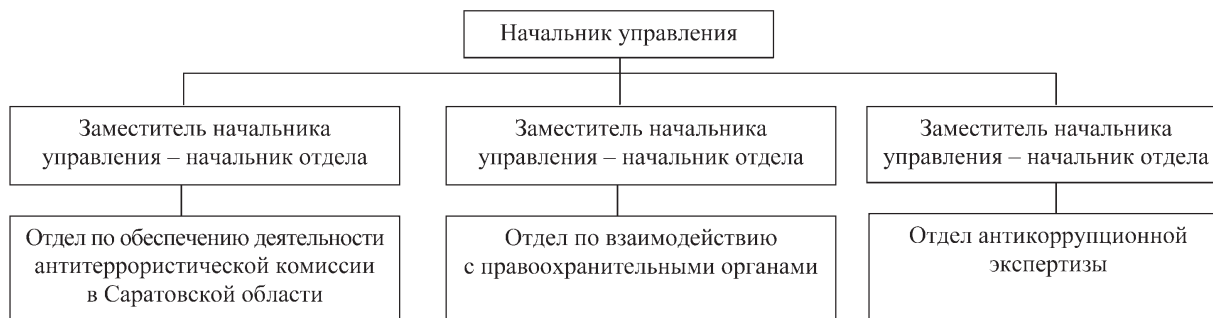 Начальник управления
Заместитель начальника
управления – начальник отдела
Заместитель начальника
управления – начальник отдела
Заместитель начальника
управления – начальник отдела
Отдел по обеспечению деятельности
антитеррористической комиссии
в Саратовской области
Отдел по взаимодействию
с правоохранительными органами
Отдел антикоррупционной
экспертизы